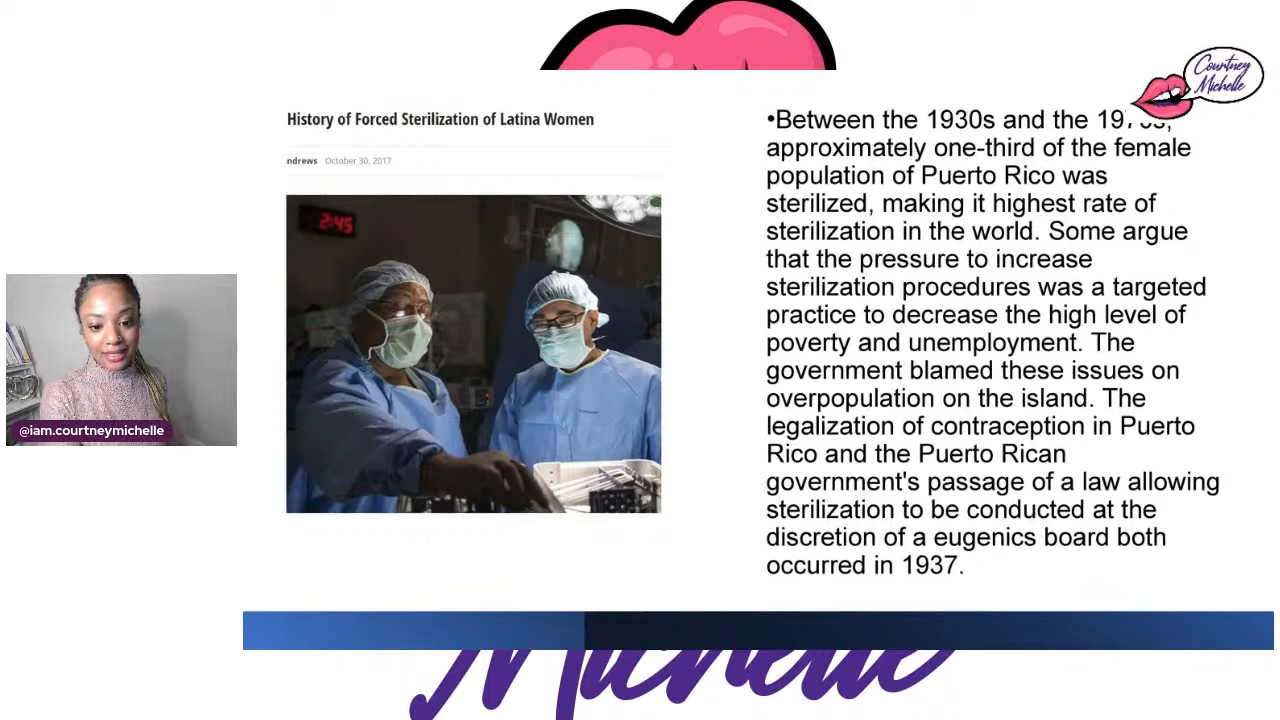 Courtney
Michelle
History of Forced Sterilization of Latina Women
ndrews October 30, 2017
2:45
@iam.courtneymichelle
•Between the 1930s and the
approximately one-third of the female
population of Puerto Rico was
sterilized, making it highest rate of
sterilization in the world. Some argue
that the pressure to increase
sterilization procedures was a targeted
practice to decrease the high level of
poverty and unemployment. The
government blamed these issues on
overpopulation on the island. The
legalization of contraception in Puerto
Rico and the Puerto Rican
government's passage of a law allowing
sterilization to be conducted at the
discretion of a eugenics board both
occurred in 1937.
Michelle